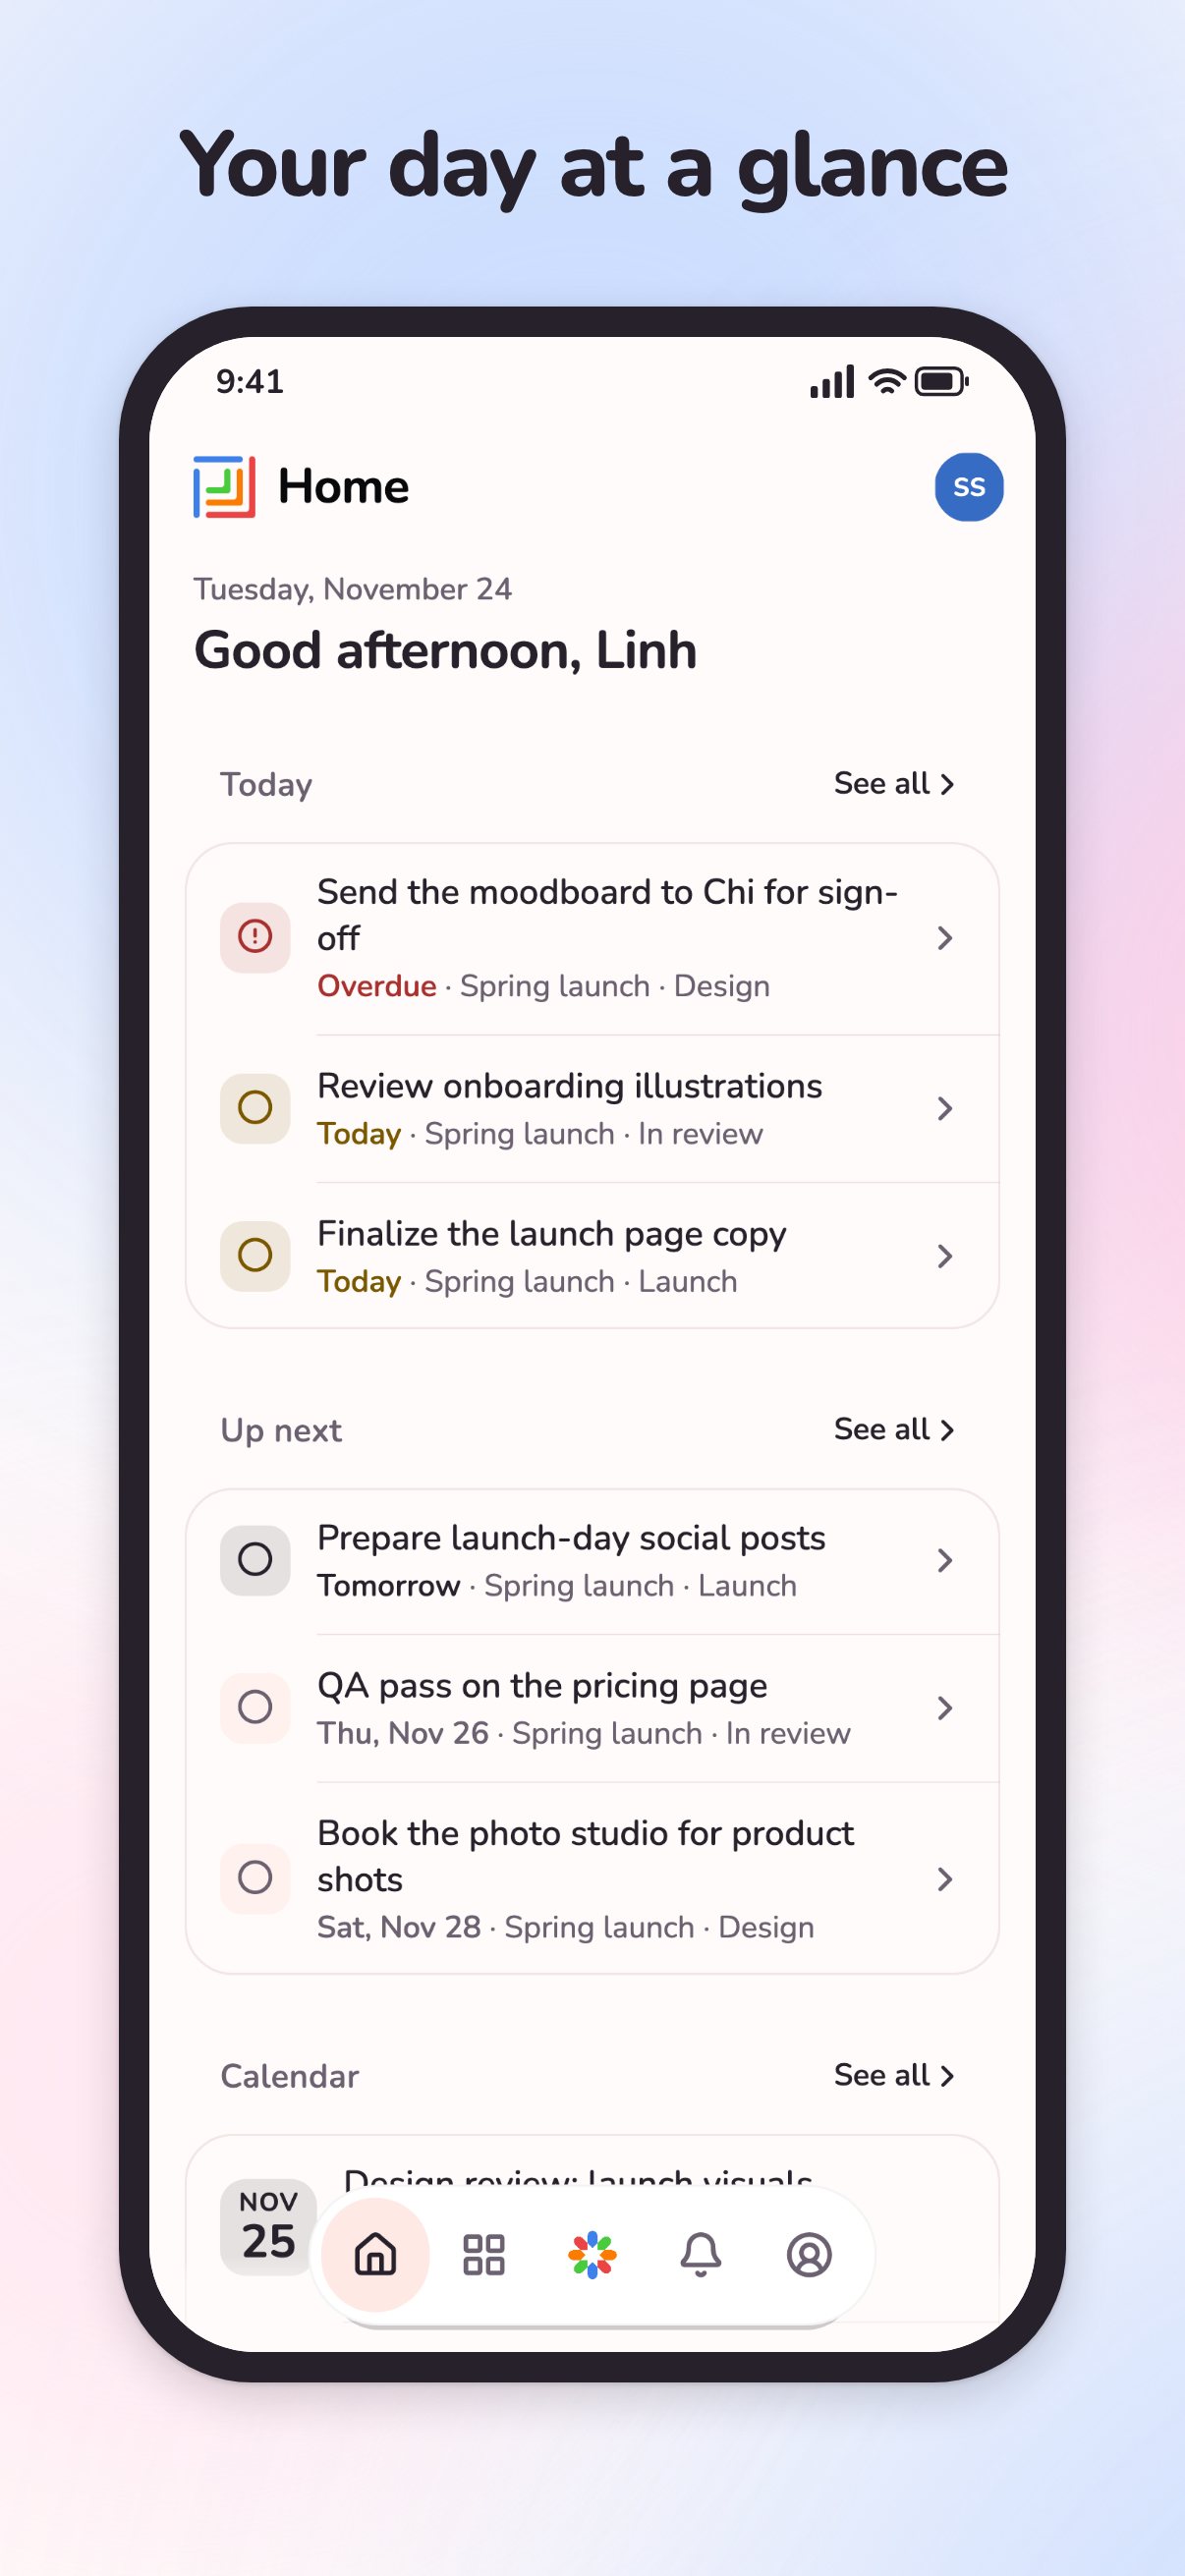 Your day at a glance
9:41
Home
SS
Tuesday, November 24
Good afternoon, Linh
Today
See all
Send the moodboard to Chi for sign-
off
Overdue · Spring launch · Design
Review onboarding illustrations
Today · Spring launch · In review
Finalize the launch page copy
Today · Spring launch · Launch
Up next
See all
Prepare launch-day social posts
Tomorrow · Spring launch · Launch
QA pass on the pricing page
Thu, Nov 26 · Spring launch · In review
Book the photo studio for product
shots
Sat, Nov 28 · Spring launch · Design
Calendar
See all
NOV
25
Design review: launch visuals